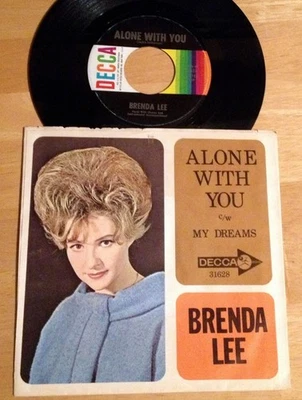 ALONE WITH YOU
DECCA
BRENDA LEE
ALONE
WITH
YOU
c/w
MY DREAMS
DECCA
31628
BRENDA
LEE